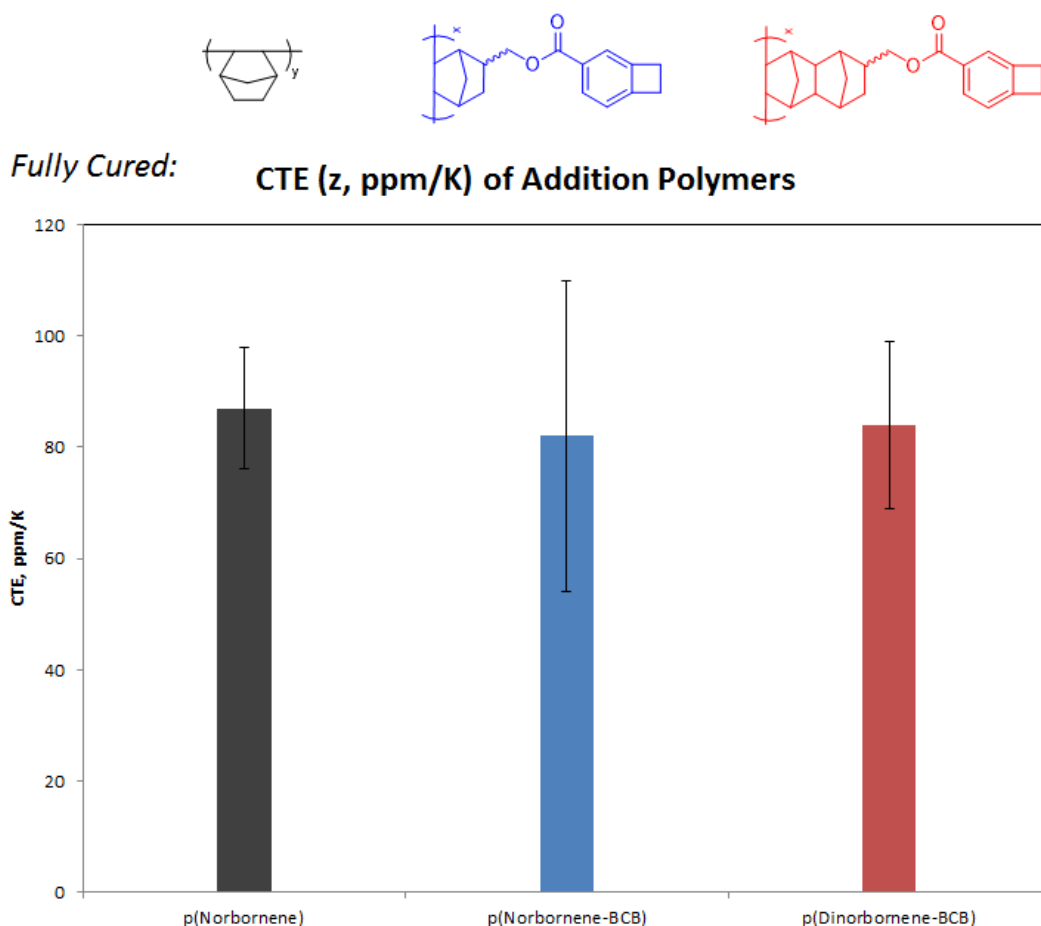 y
x
O
O
x
O
O
Fully Cured:
CTE (z, ppm/K) of Addition Polymers
CTE, ppm/K
120
100
80
60
40
20
0
p(Norbornene)
p(Norbornene-BCB)
p(Dinorbornene-BCB)